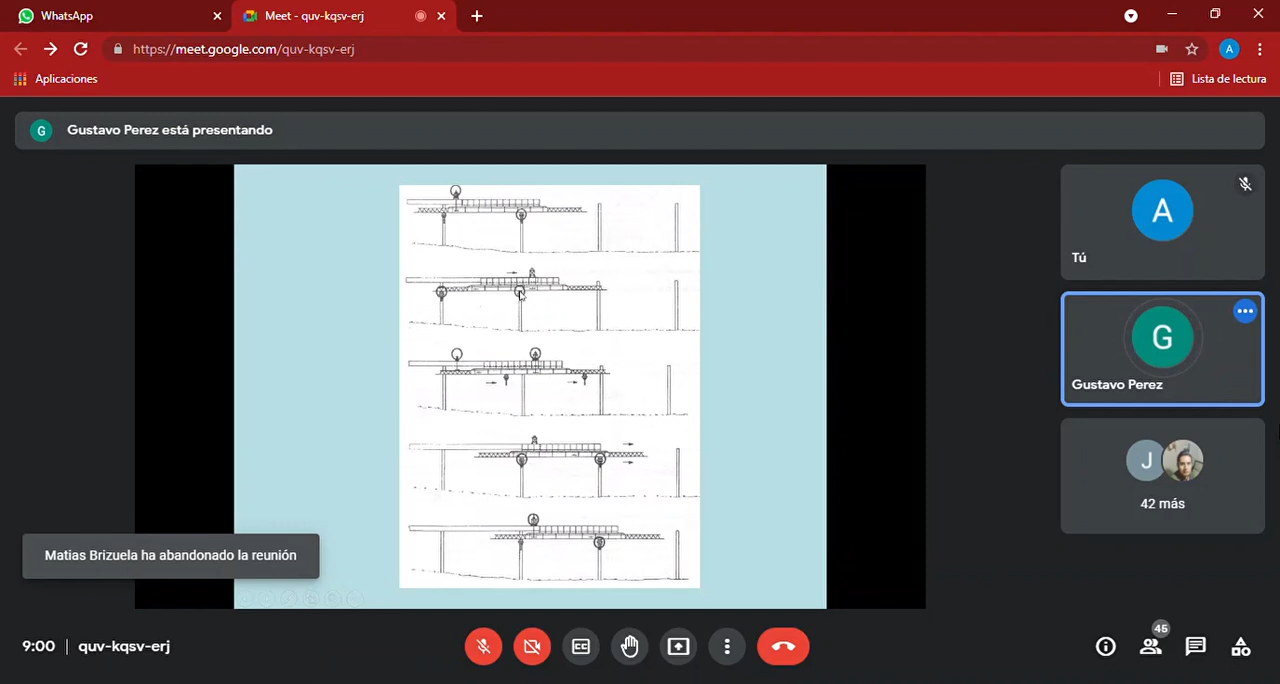 WhatsApp
Meet - quv-kqsv-erj
https://meet.google.com/quv-kqsv-erj
A
Aplicaciones
Lista de lectura
G
Gustavo Perez está presentando
A
Tú
G
Gustavo Perez
J
42 más
Matias Brizuela ha abandonado la reunión
9:00 | quv-kqsv-erj
CC
45